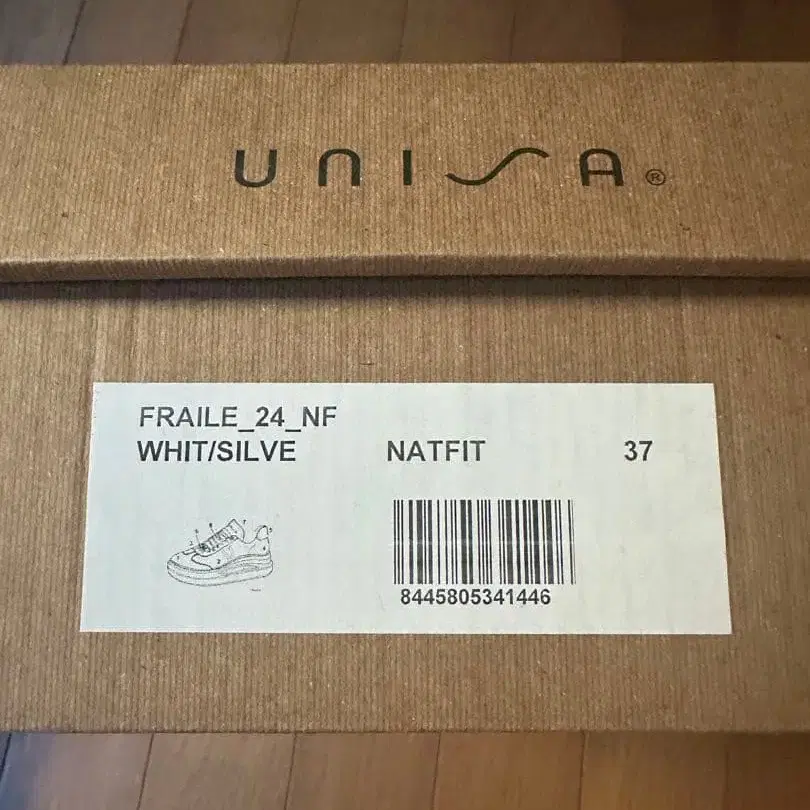 UNISA®
FRAILE_24_NF
WHIT/SILVE NATFIT 37
8445805341446